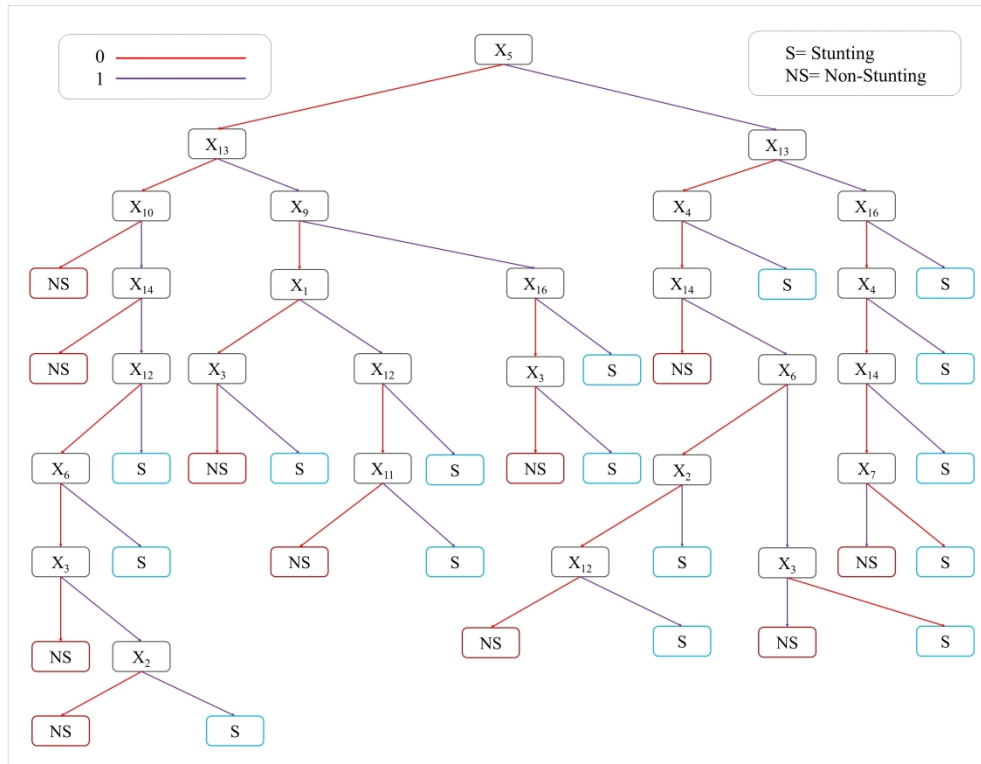 0
1
X₅
S= Stunting
NS= Non-Stunting
X₁₃
X₁₃
X₁₀
X₉
X₄
X₁₆
NS
X₁₄
X₁
X₁₆
X₁₄
S
X₄
S
NS
X₁₂
X₃
X₁₂
X₃
S
NS
X₆
X₁₄
S
X₆
S
NS
S
X₁₁
S
NS
S
X₂
X₇
S
X₃
S
NS
S
X₁₂
S
X₃
NS
S
NS
X₂
NS
S
NS
S
NS
S